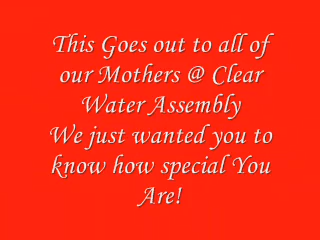 This Goes out to all of
our Mothers @ Clear
Water Assembly
We just wanted you to
know how special You
Are!